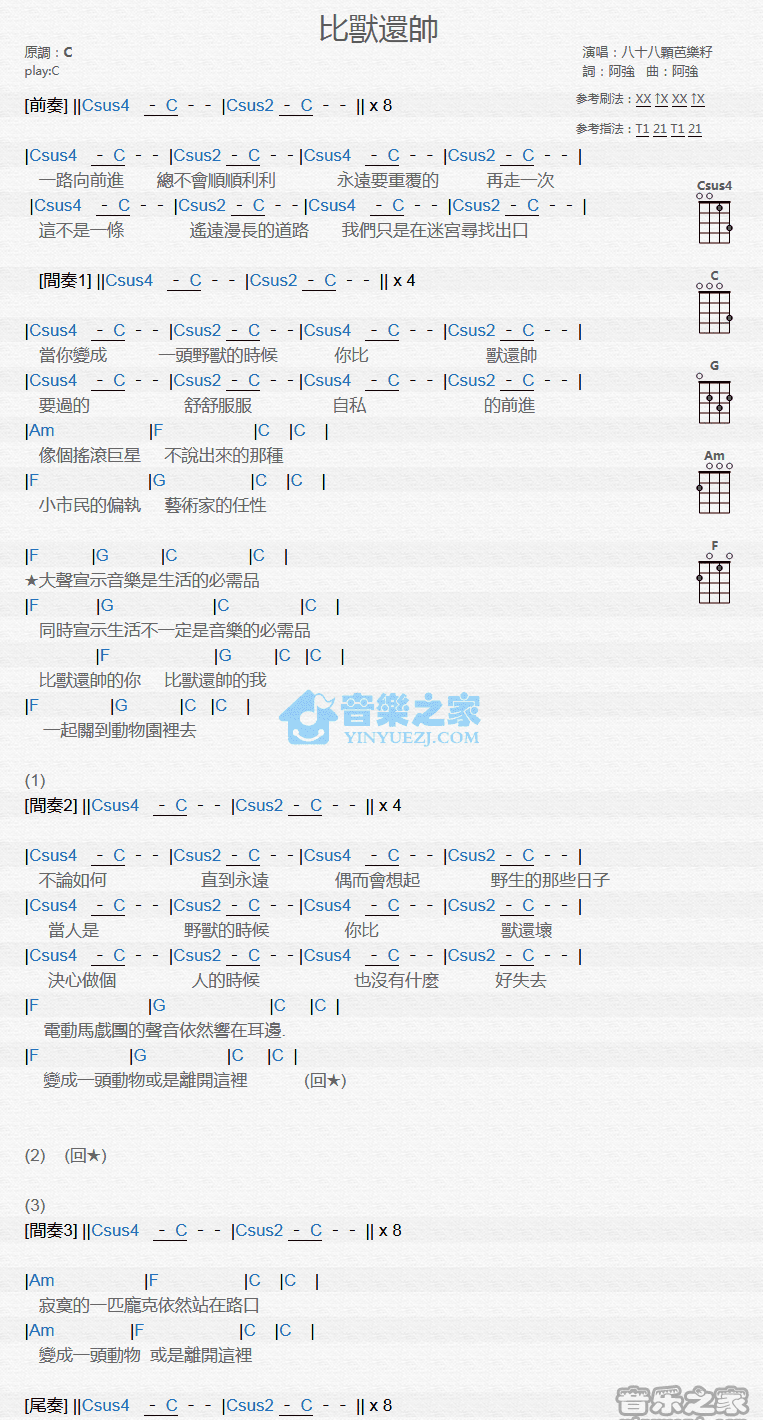 比獸還帥
原調：C
play:C
演唱：八十八顆芭樂籽
詞：阿強 曲：阿強
參考刷法：XX ↑X XX ↑X
參考指法：T1 21 T1 21
[前奏] ||Csus4 - C - - |Csus2 - C - - || x 8
|Csus4 - C - - |Csus2 - C - - |Csus4 - C - - |Csus2 - C - - |
一路向前進 總不會順順利利 永遠要重覆的 再走一次
|Csus4 - C - - |Csus2 - C - - |Csus4 - C - - |Csus2 - C - - |
這不是一條 遙遠漫長的道路 我們只是在迷宮尋找出口
[間奏1] ||Csus4 - C - - |Csus2 - C - - || x 4
|Csus4 - C - - |Csus2 - C - - |Csus4 - C - - |Csus2 - C - - |
當你變成 一頭野獸的時候 你比 獸還帥
|Csus4 - C - - |Csus2 - C - - |Csus4 - C - - |Csus2 - C - - |
要過的 舒舒服服 自私 的前進
|Am |F |C |C |
像個搖滾巨星 不說出來的那種
|F |G |C |C |
小市民的偏執 藝術家的任性
|F |G |C |C |
★大聲宣示音樂是生活的必需品
|F |G |C |C |
同時宣示生活不一定是音樂的必需品
|F |G |C |C |
比獸還帥的你 比獸還帥的我
|F |G |C |C |
一起關到動物園裡去
(1)
[間奏2] ||Csus4 - C - - |Csus2 - C - - || x 4
|Csus4 - C - - |Csus2 - C - - |Csus4 - C - - |Csus2 - C - - |
不論如何 直到永遠 偶而會想起 野生的那些日子
|Csus4 - C - - |Csus2 - C - - |Csus4 - C - - |Csus2 - C - - |
當人是 野獸的時候 你比 獸還壞
|Csus4 - C - - |Csus2 - C - - |Csus4 - C - - |Csus2 - C - - |
決心做個 人的時候 也沒有什麼 好失去
|F |G |C |C |
電動馬戲團的聲音依然響在耳邊.
|F |G |C |C |
變成一頭動物或是離開這裡 (回★)
(2) (回★)
(3)
[間奏3] ||Csus4 - C - - |Csus2 - C - - || x 8
|Am |F |C |C |
寂寞的一匹龐克依然站在路口
|Am |F |C |C |
變成一頭動物 或是離開這裡
[尾奏] ||Csus4 - C - - |Csus2 - C - - || x 8
Csus4
C
G
Am
F
音樂之家
YINYUEZJ.COM
音乐之家